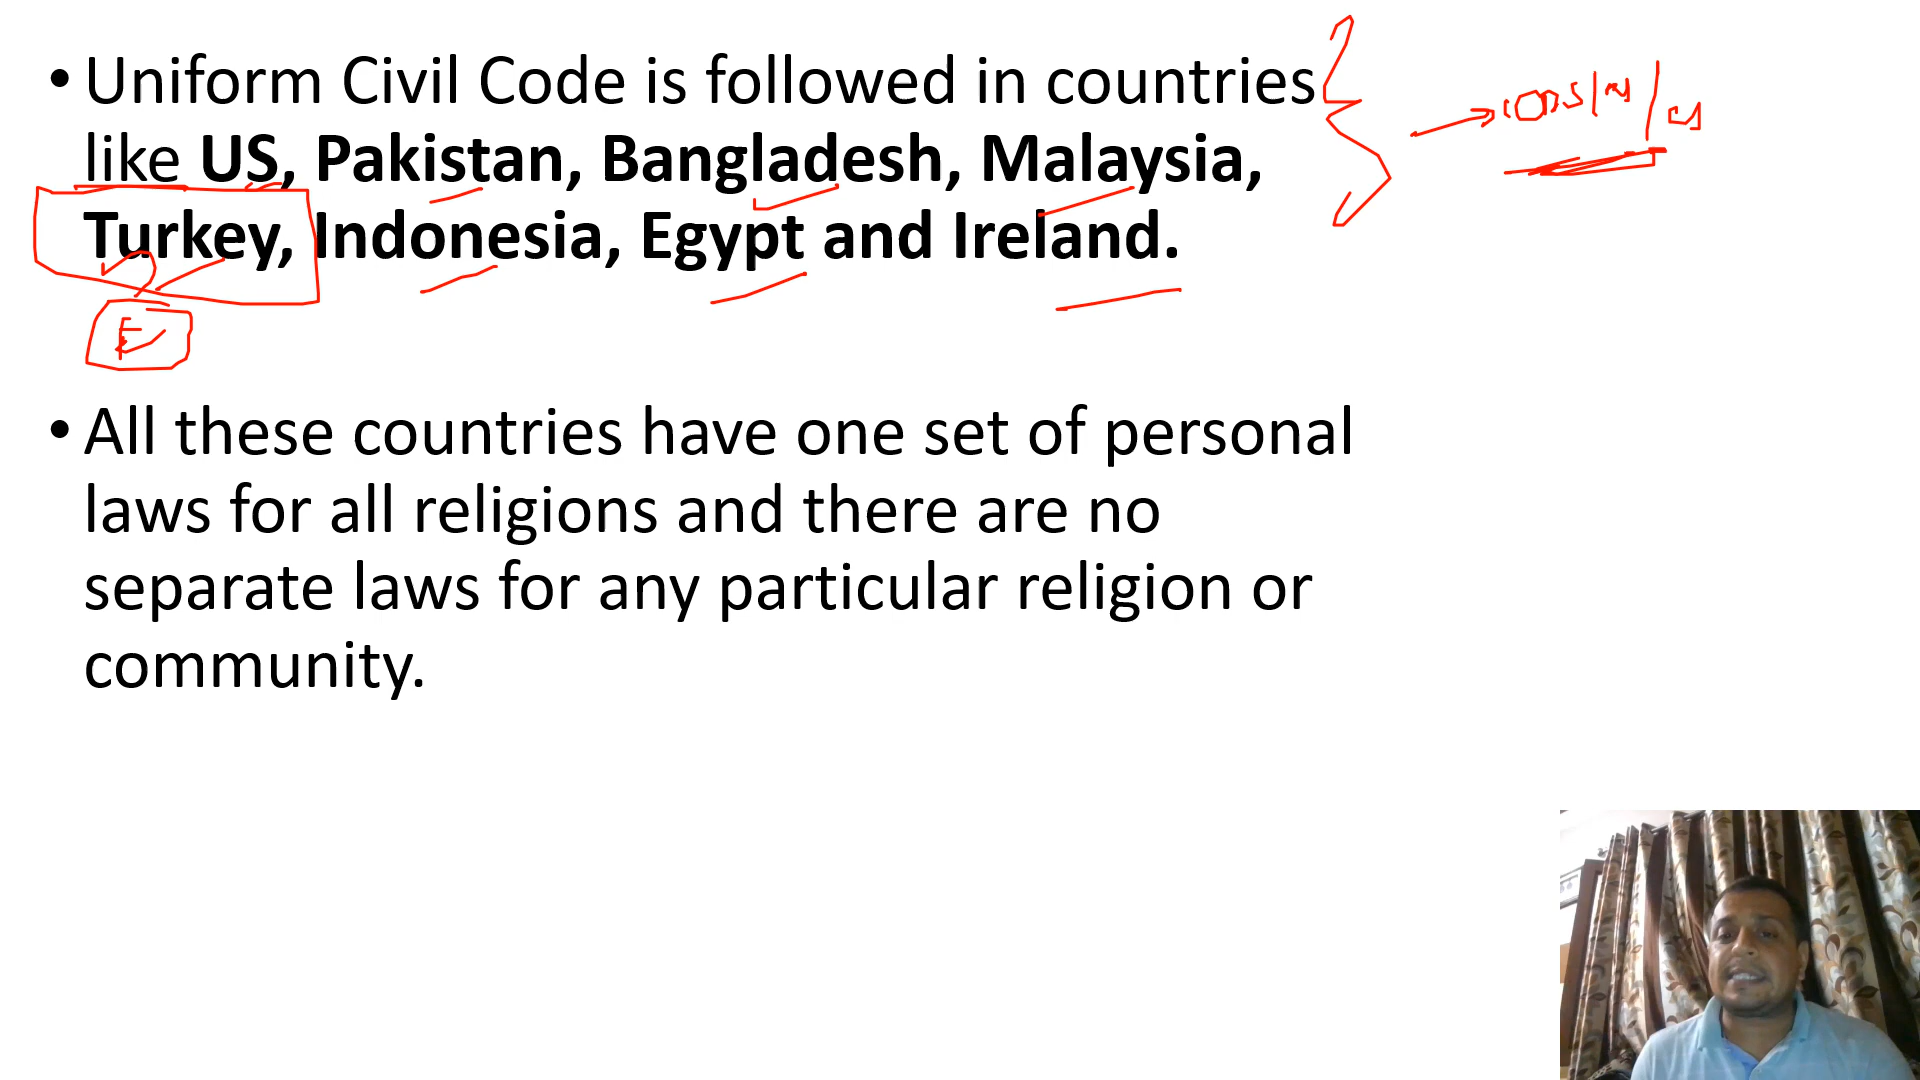 • Uniform Civil Code is followed in countries
like US, Pakistan, Bangladesh, Malaysia,
Turkey, Indonesia, Egypt and Ireland.
E
• All these countries have one set of personal
laws for all religions and there are no
separate laws for any particular religion or
community.